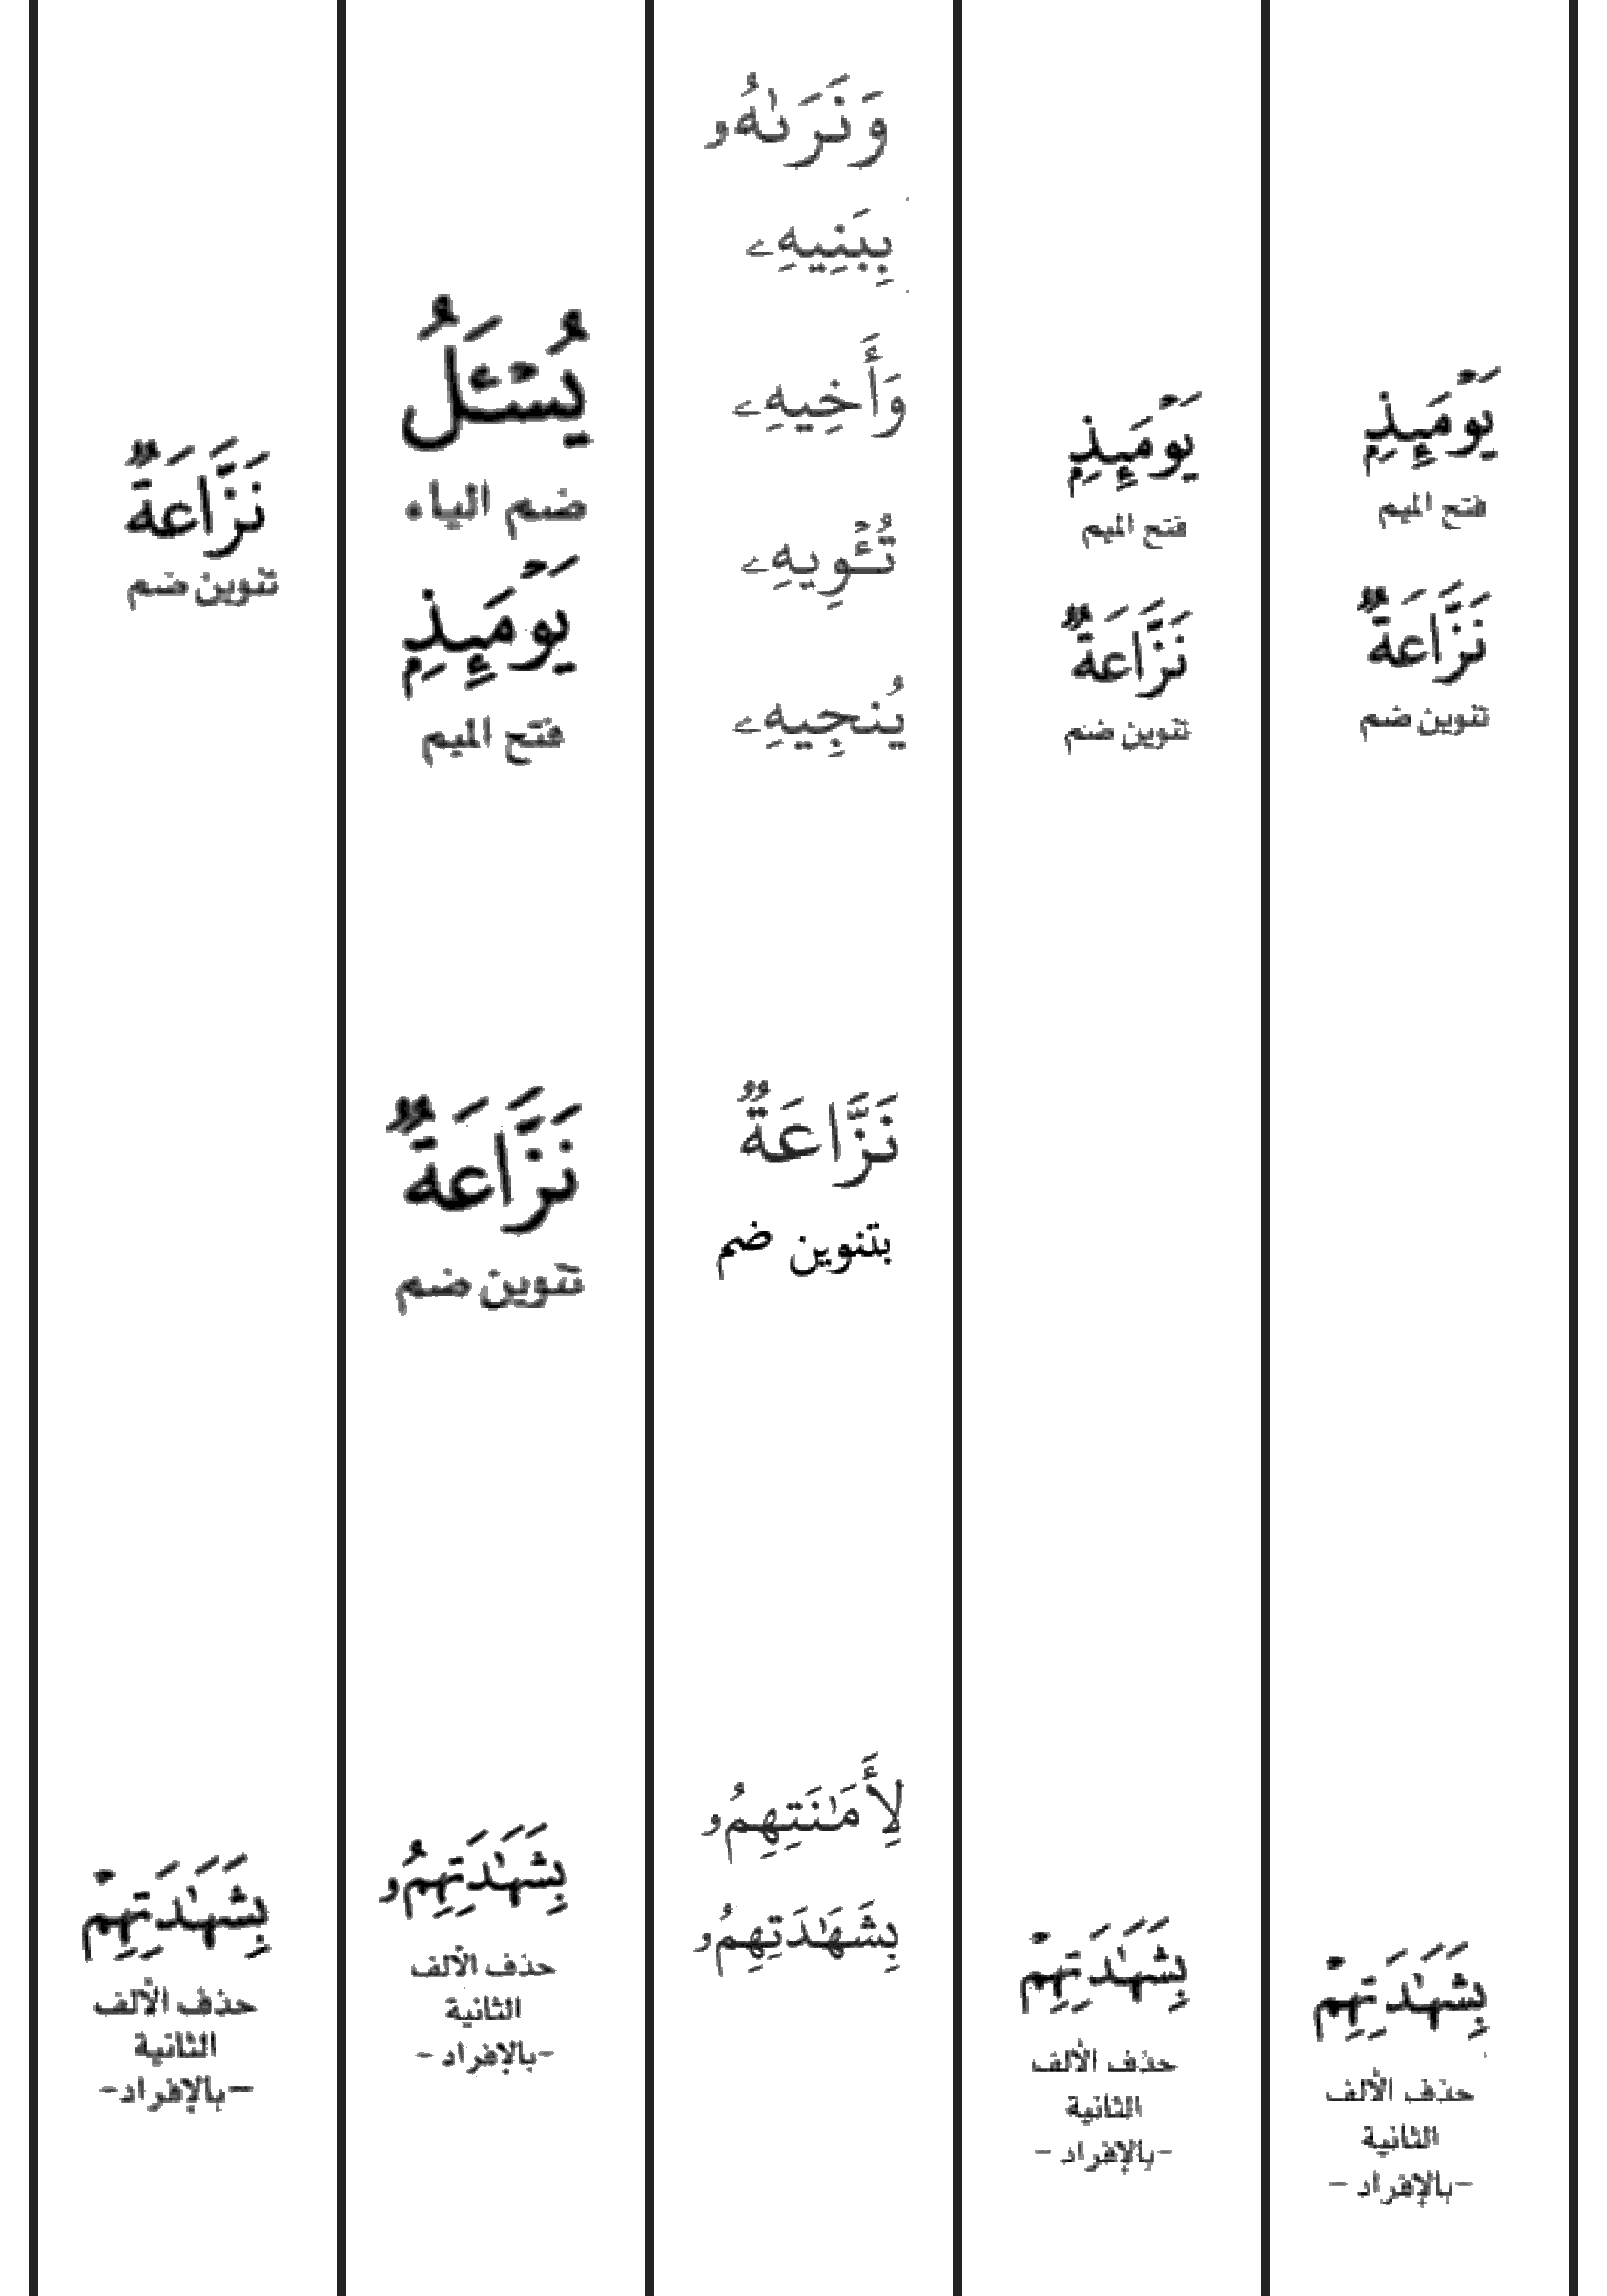 يَوْمَئِذٍ
فتح الميم
نَزَّاعَةٌ
تنوين ضم
بِشَهَٰدَتِهِمْ
حذف الألف
الثانية
-بالإفراد -
يَوْمَئِذٍ
فتح الميم
نَزَّاعَةٌ
تنوين ضم
بِشَهَٰدَتِهِمْ
حذف الألف
الثانية
-بالإفراد -
وَنَرَىٰهُۥ
بِبَنِيهِۦ
وَأَخِيهِۦ
تُـْٔوِيهِۦ
يُنجِيهِۦ
نَزَّاعَةٌ
بتنوين ضم
لِأَمَٰنَتِهِمُۥ
بِشَهَٰدَتِهِمُۥ
يُسْـَٔلُ
ضم الياء
يَوْمَئِذٍ
فتح الميم
نَزَّاعَةٌ
تنوين ضم
بِشَهَٰدَتِهِمُۥ
حذف الألف
الثانية
-بالإفراد -
نَزَّاعَةٌ
تنوين ضم
بِشَهَٰدَتِهِمْ
حذف الألف
الثانية
-بالإفراد-